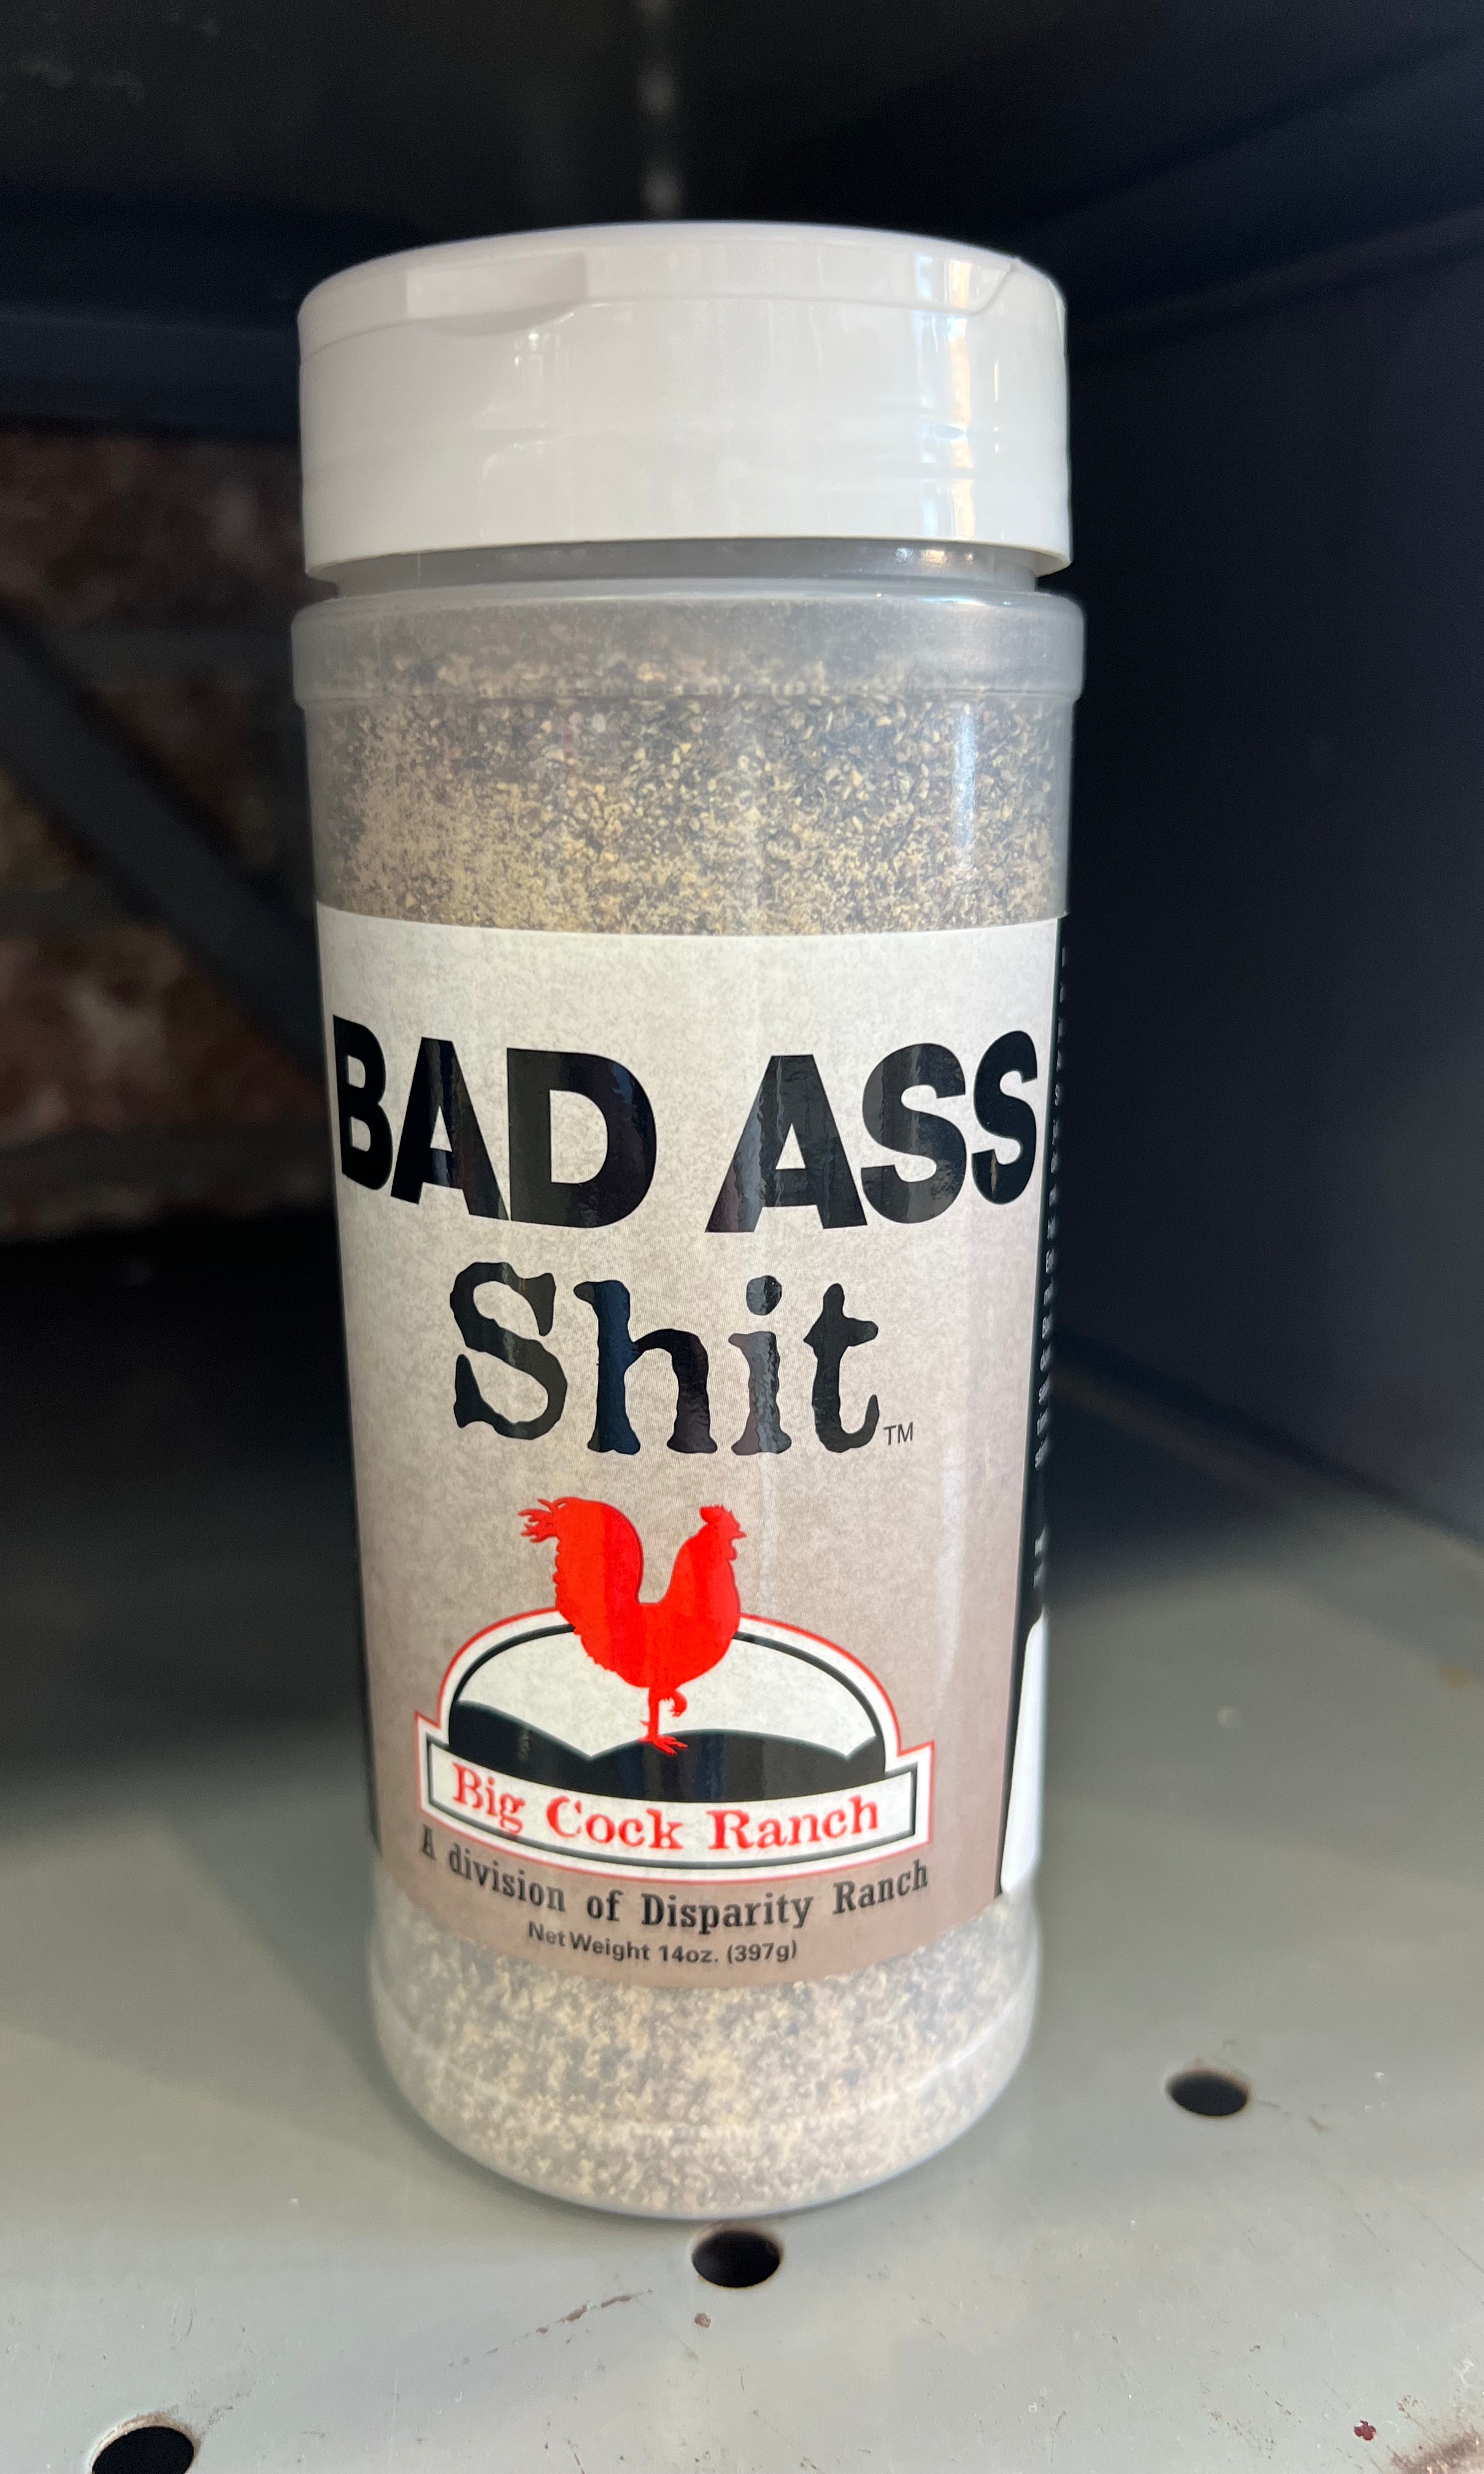 BAD ASS
Shit™
Big Cock Ranch
A division of Disparity Ranch
Net Weight 14oz. (397g)